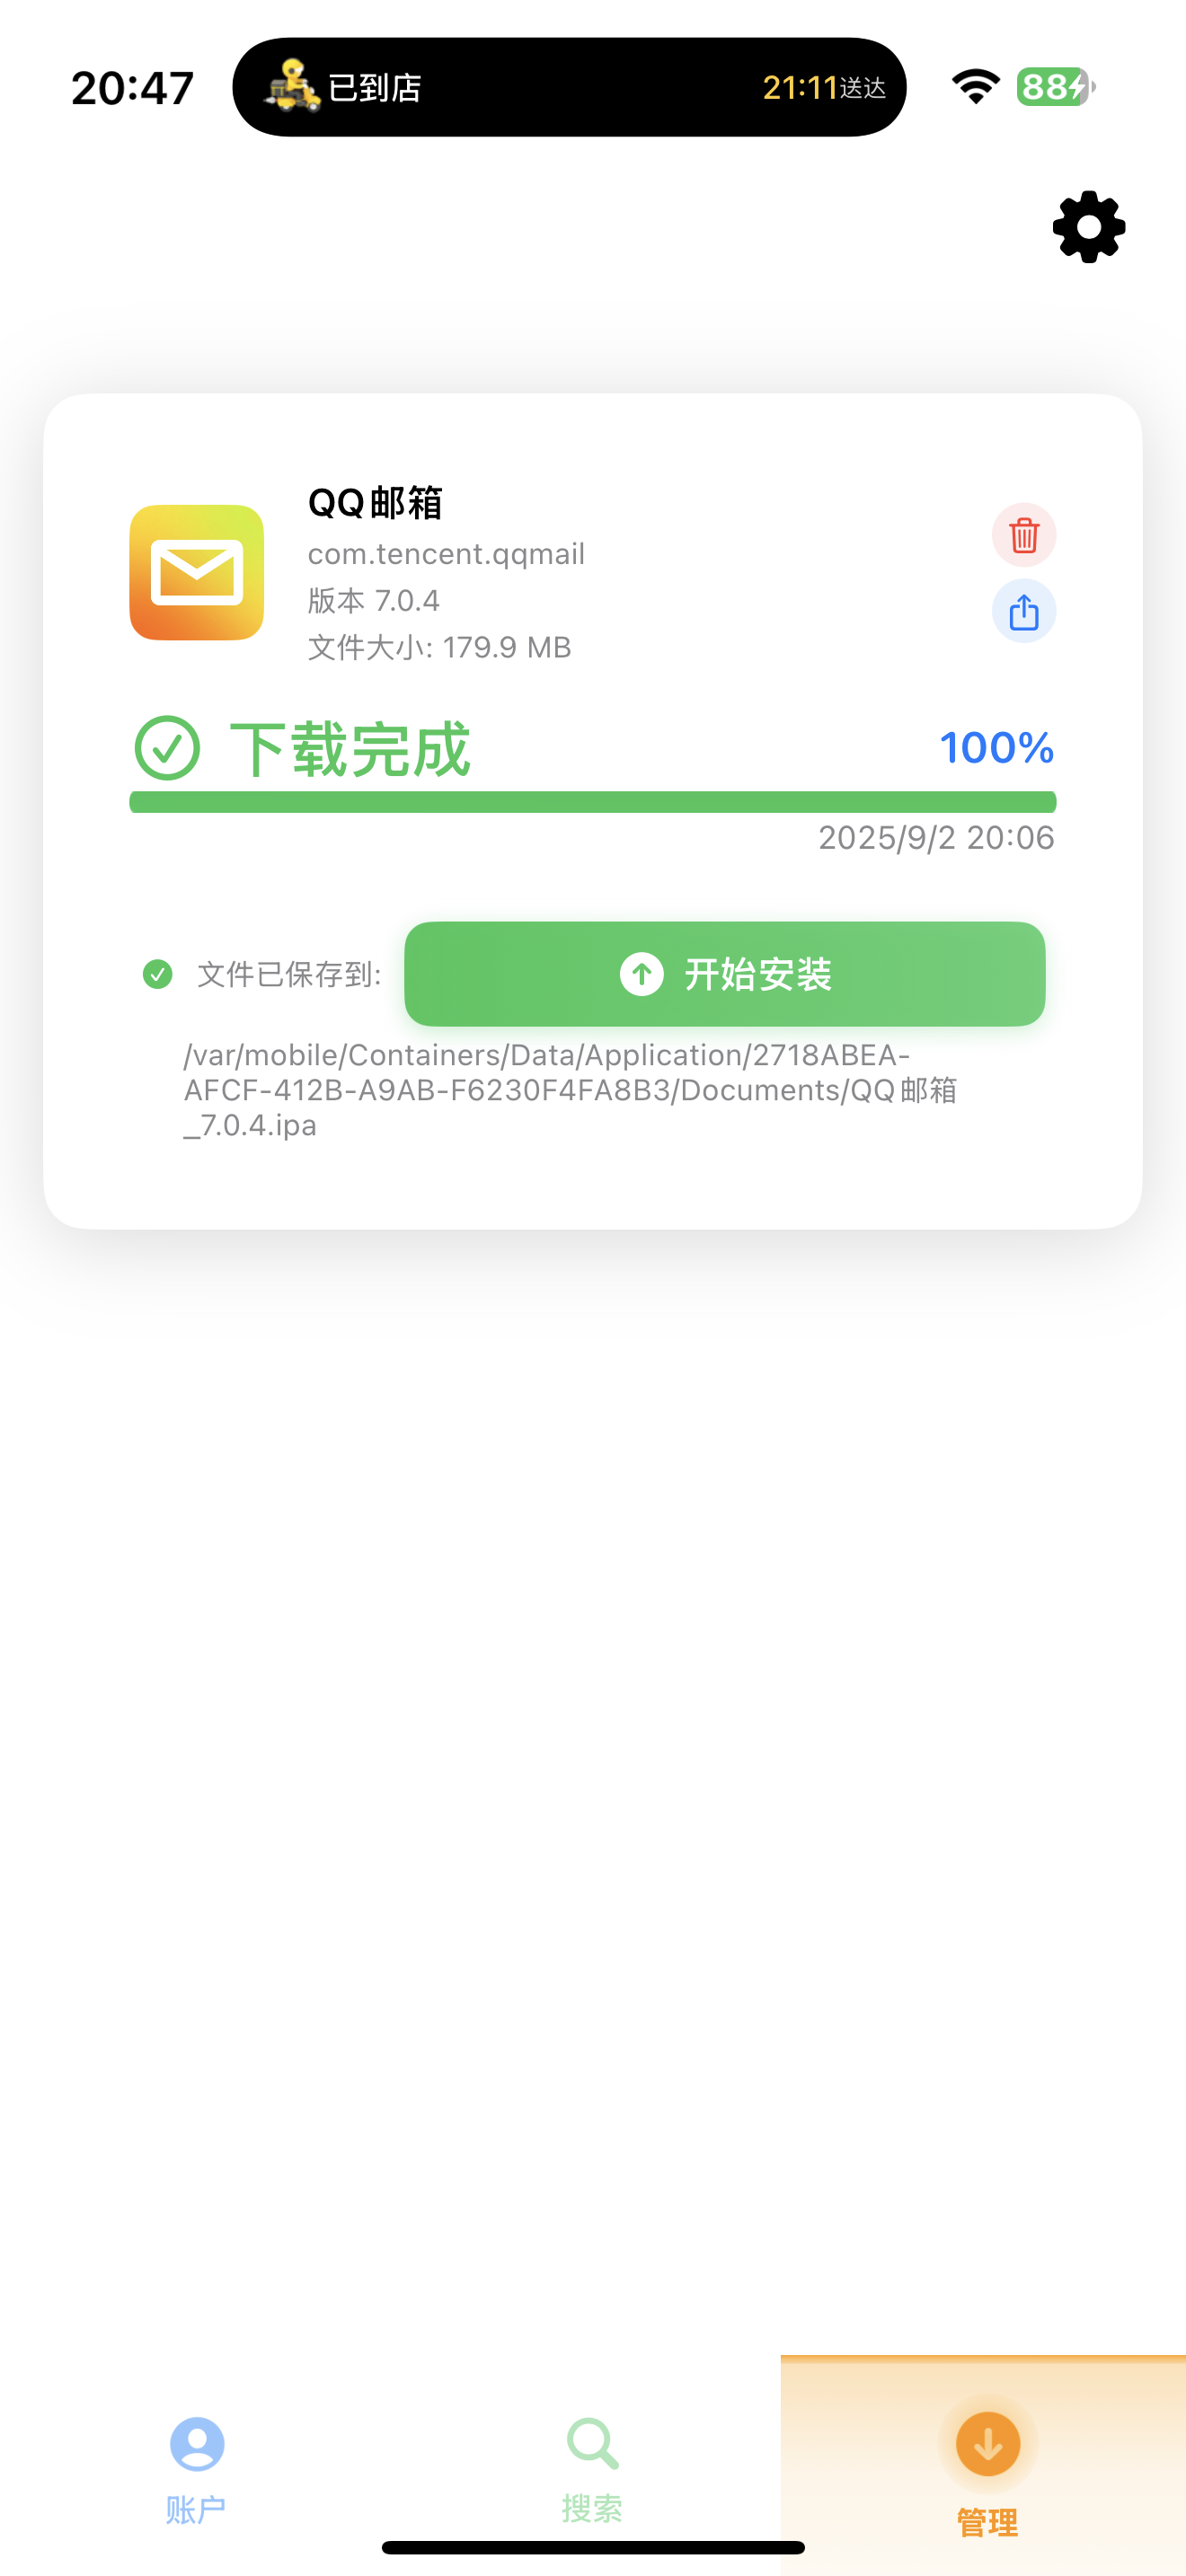 20:47
已到店
21:11送达
88
QQ邮箱
com.tencent.qqmail
版本 7.0.4
文件大小: 179.9 MB
下载完成
100%
2025/9/2 20:06
文件已保存到:
开始安装
/var/mobile/Containers/Data/Application/2718ABEA-
AFCF-412B-A9AB-F6230F4FA8B3/Documents/QQ邮箱
_7.0.4.ipa
账户
搜索
管理